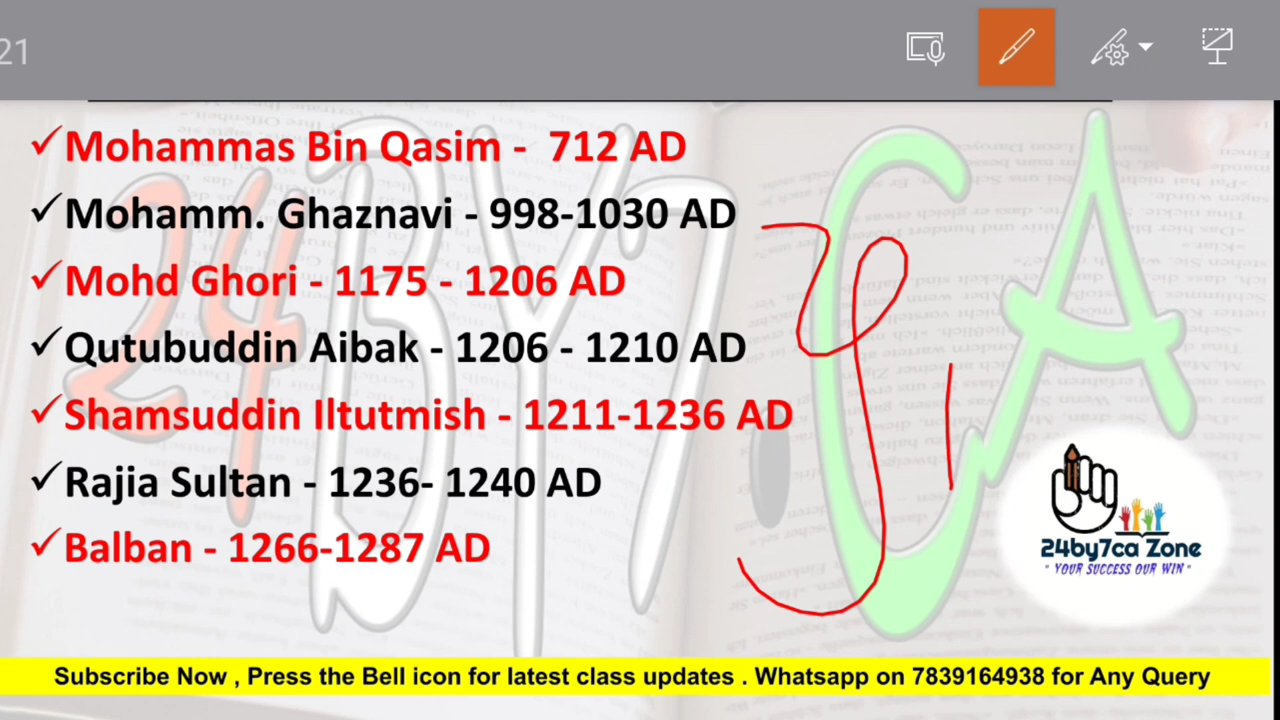 21
✓Mohammas Bin Qasim - 712 AD
✓Mohamm. Ghaznavi - 998-1030 AD
✓Mohd Ghori - 1175 - 1206 AD
✓Qutubuddin Aibak - 1206 - 1210 AD
✓Shamsuddin Iltutmish - 1211-1236 AD
✓Rajia Sultan - 1236- 1240 AD
✓Balban - 1266-1287 AD
24BY7.CA
24by7ca Zone
" YOUR SUCCESS OUR WIN "
Subscribe Now , Press the Bell icon for latest class updates . Whatsapp on 7839164938 for Any Query